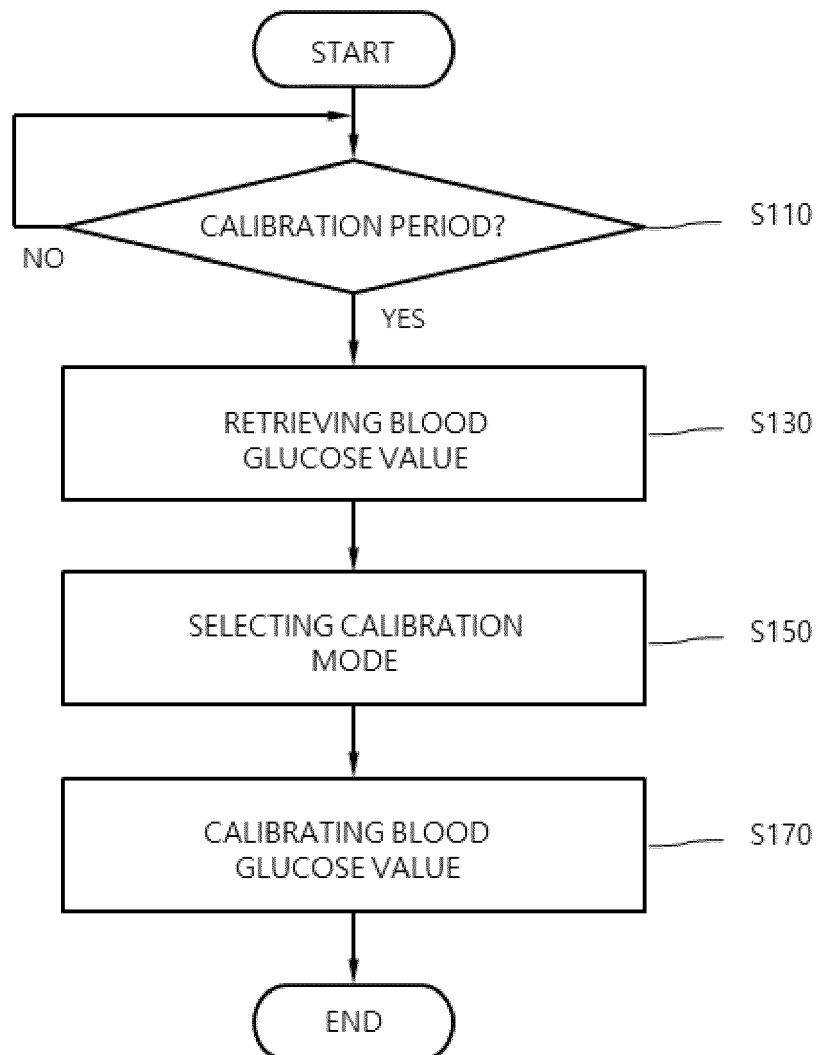 START
CALIBRATION PERIOD?
S110
NO
YES
RETRIEVING BLOOD
GLUCOSE VALUE
S130
SELECTING CALIBRATION
MODE
S150
CALIBRATING BLOOD
GLUCOSE VALUE
S170
END